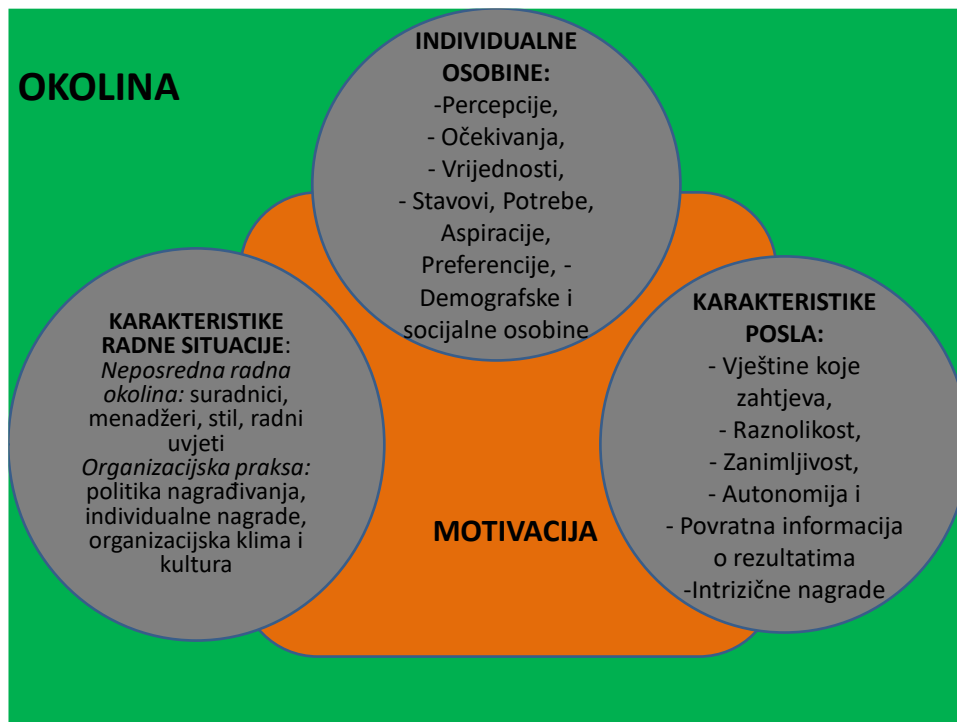 OKOLINA
INDIVIDUALNE
OSOBINE:
-Percepcije,
- Očekivanja,
- Vrijednosti,
- Stavovi, Potrebe,
Aspiracije,
Preferencije, -
Demografske i
socijalne osobine
KARAKTERISTIKE
RADNE SITUACIJE:
Neposredna radna
okolina: suradnici,
menadžeri, stil, radni
uvjeti
Organizacijska praksa:
politika nagrađivanja,
individualne nagrade,
organizacijska klima i
kultura
KARAKTERISTIKE
POSLA:
- Vještine koje
zahtjeva,
- Raznolikost,
- Zanimljivost,
- Autonomija i
- Povratna informacija
o rezultatima
-Intrizične nagrade
MOTIVACIJA